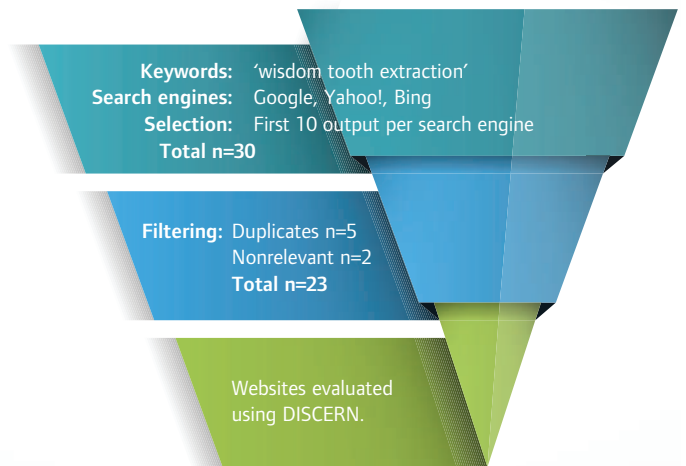 Keywords: ‘wisdom tooth extraction’
Search engines: Google, Yahoo!, Bing
Selection: First 10 output per search engine
Total n=30
Filtering: Duplicates n=5
Nonrelevant n=2
Total n=23
Websites evaluated
using DISCERN.